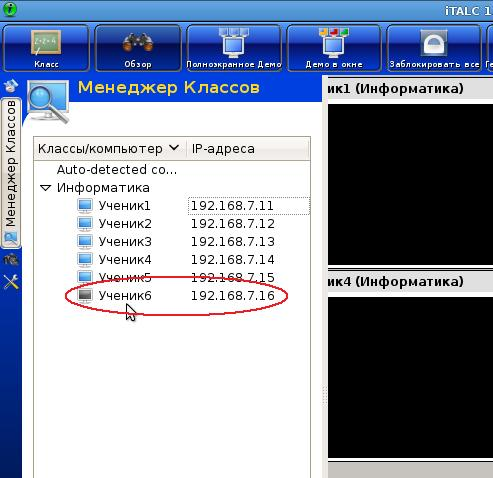 iTALC 1
Класс
Обзор
Полноэкранное Демо
Демо в окне
Заблокировать все
Менеджер Классов
Менеджер Классов
Классы/компьютер
IP-адреса
Auto-detected co...
Информатика
Ученик1 192.168.7.11
Ученик2 192.168.7.12
Ученик3 192.168.7.13
Ученик4 192.168.7.14
Ученик5 192.168.7.15
Ученик6 192.168.7.16
ик1 (Информатика)
ик4 (Информатика)